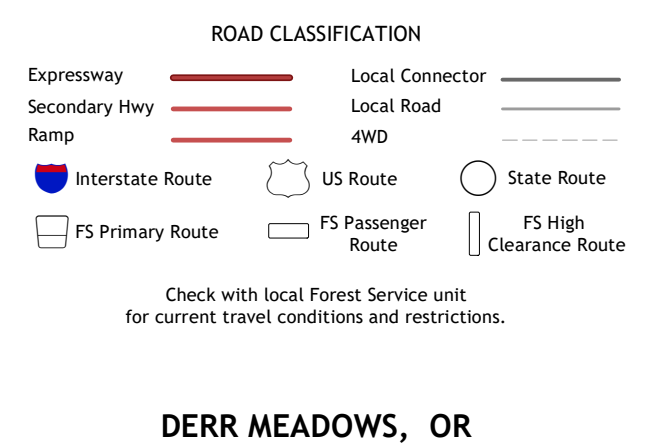 ROAD CLASSIFICATION
Expressway
Local Connector
Secondary Hwy
Local Road
Ramp
4WD
Interstate Route
US Route
State Route
FS Primary Route
FS Passenger
Route
FS High
Clearance Route
Check with local Forest Service unit
for current travel conditions and restrictions.
DERR MEADOWS, OR